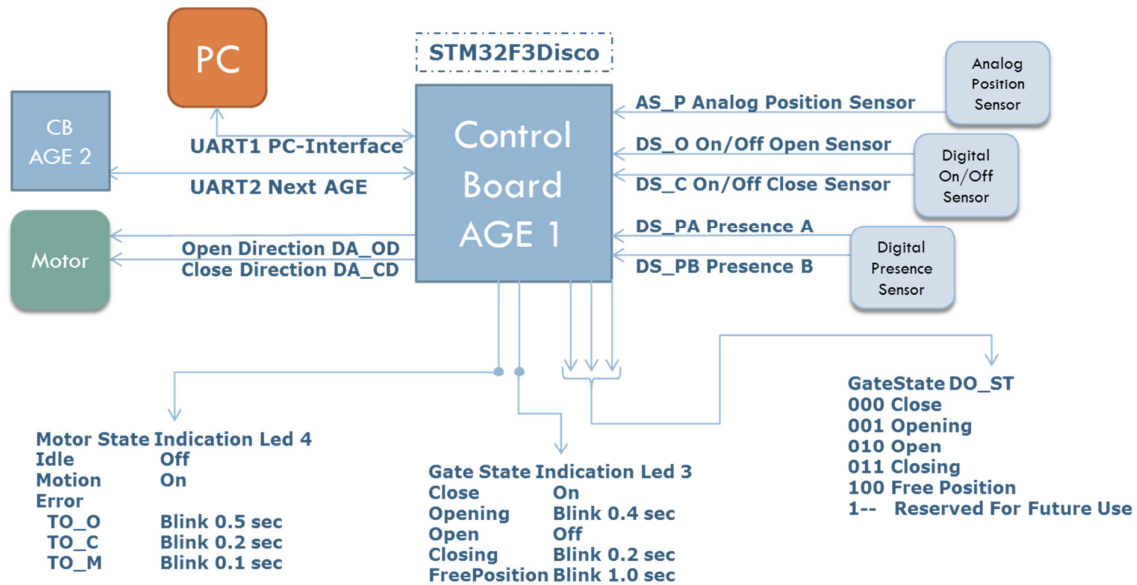 STM32F3Disco
PC
CB
AGE 2
Control
Board
AGE 1
Motor
UART1 PC-Interface
UART2 Next AGE
Open Direction DA_OD
Close Direction DA_CD
AS_P Analog Position Sensor
DS_O On/Off Open Sensor
DS_C On/Off Close Sensor
DS_PA Presence A
DS_PB Presence B
Analog
Position
Sensor
Digital
On/Off
Sensor
Digital
Presence
Sensor
Motor State Indication Led 4
Idle Off
Motion On
Error
TO_O Blink 0.5 sec
TO_C Blink 0.2 sec
TO_M Blink 0.1 sec
Gate State Indication Led 3
Close On
Opening Blink 0.4 sec
Open Off
Closing Blink 0.2 sec
FreePosition Blink 1.0 sec
GateState DO_ST
000 Close
001 Opening
010 Open
011 Closing
100 Free Position
1-- Reserved For Future Use